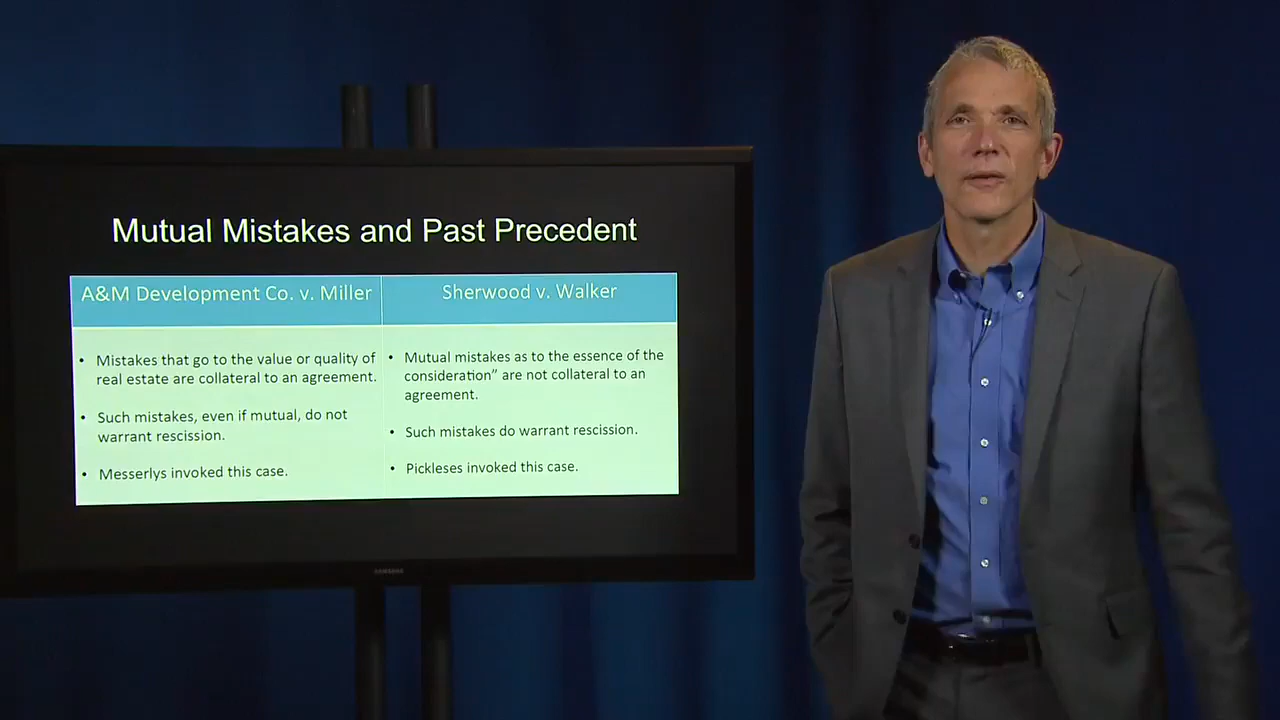 Mutual Mistakes and Past Precedent
A&M Development Co. v. Miller
Sherwood v. Walker
• Mistakes that go to the value or quality of
real estate are collateral to an agreement.
• Such mistakes, even if mutual, do not
warrant rescission.
• Messerlys invoked this case.
• Mutual mistakes as to the essence of the
consideration” are not collateral to an
agreement.
• Such mistakes do warrant rescission.
• Pickleses invoked this case.
SAMSUNG